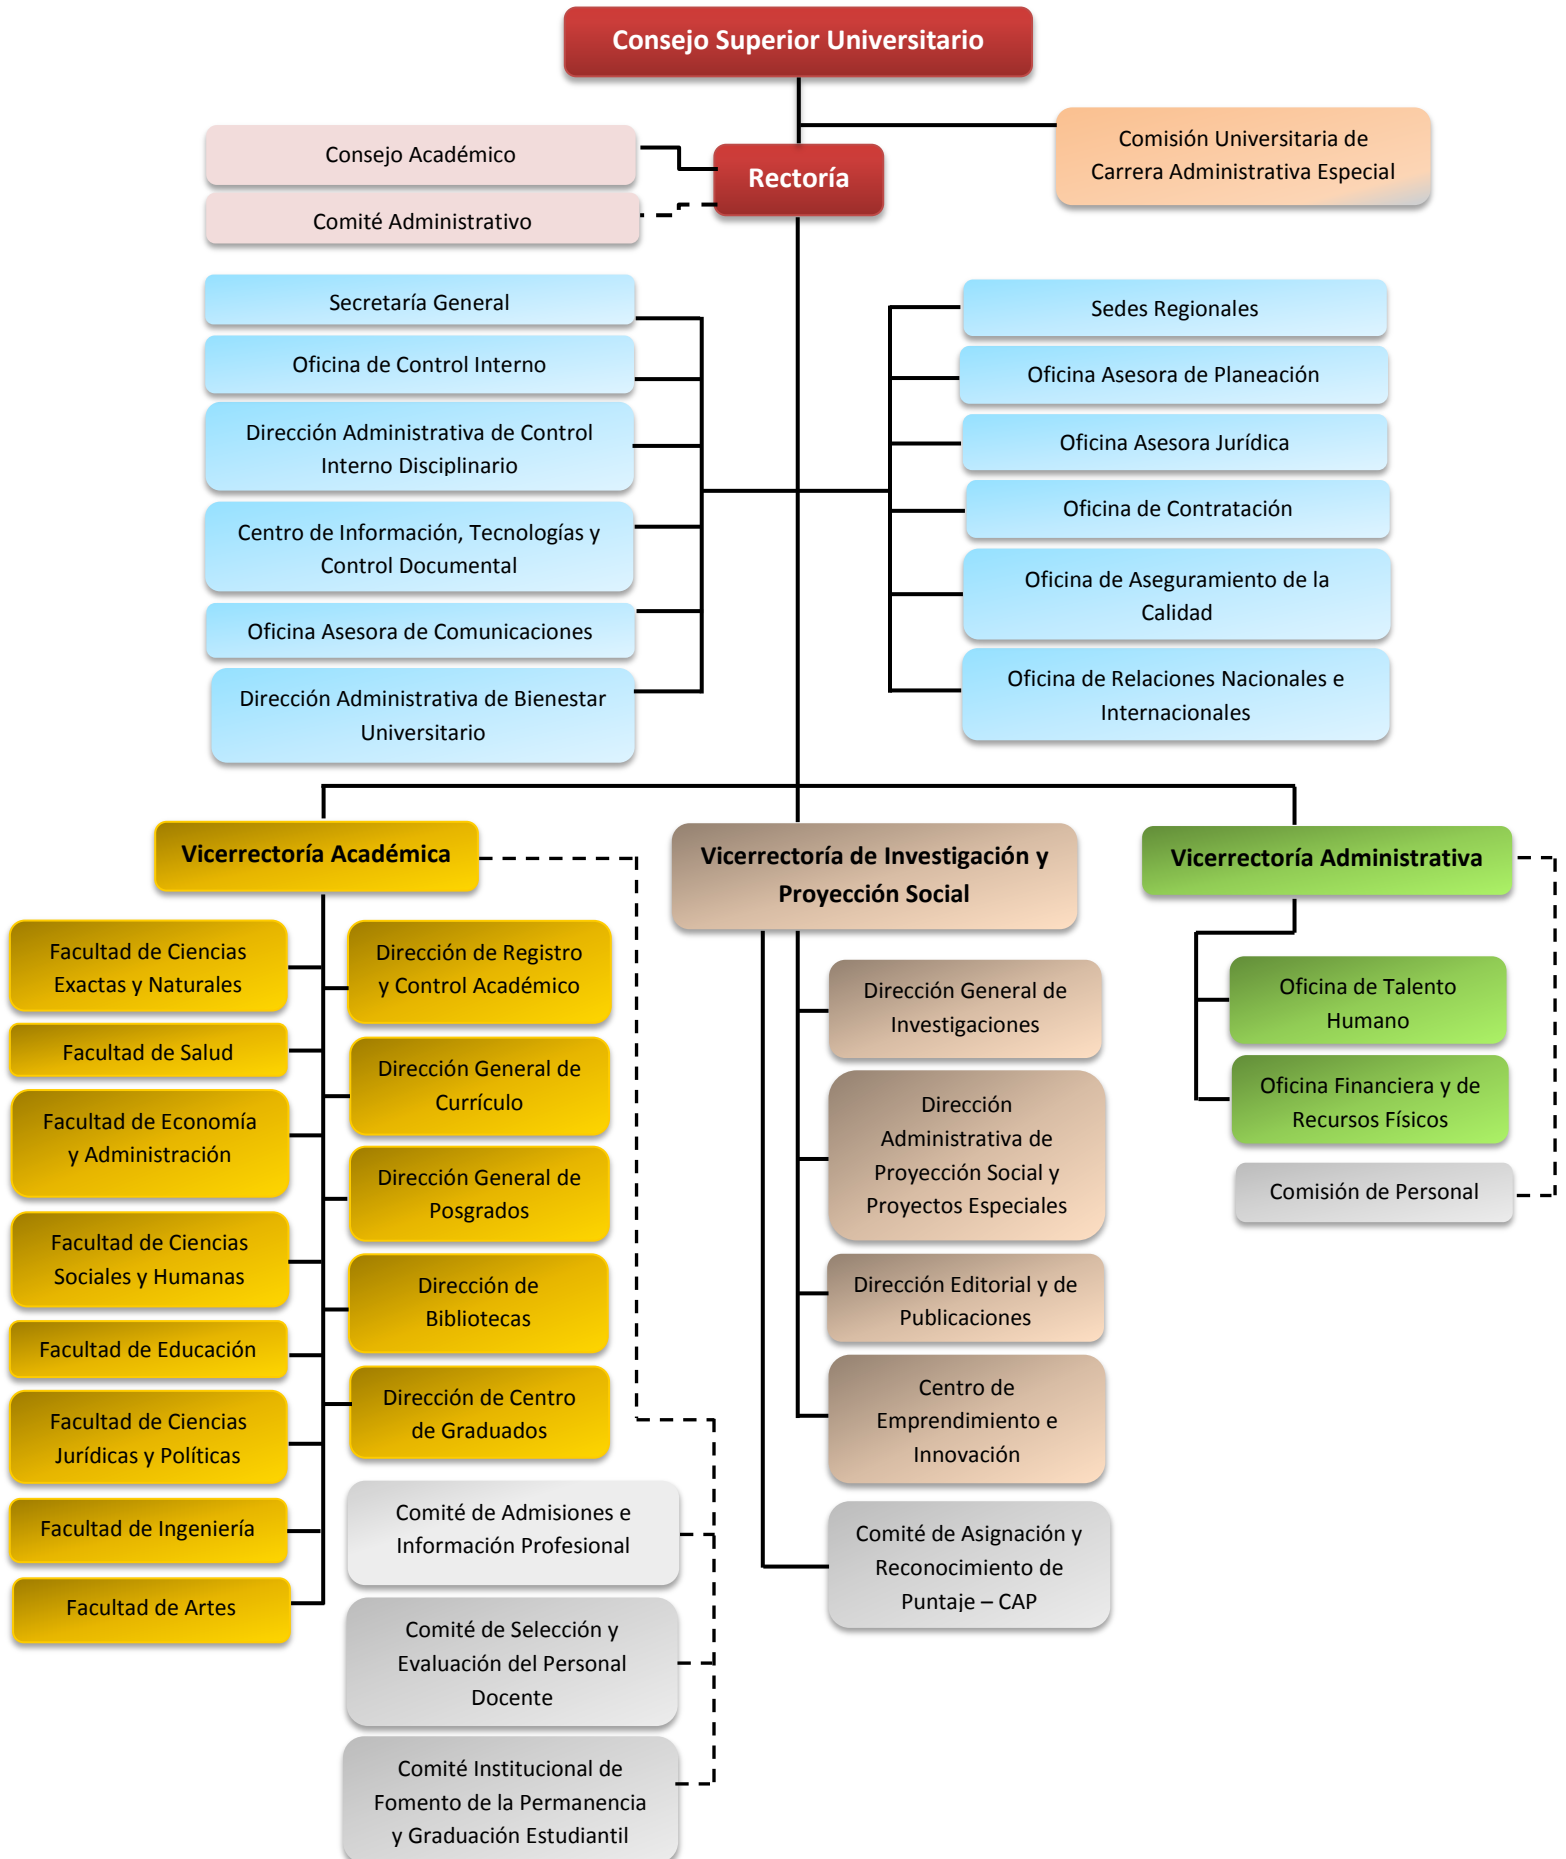 Consejo Superior Universitario
Comisión Universitaria de
Carrera Administrativa Especial
Consejo Académico
Rectoría
Comité Administrativo
Secretaría General
Oficina de Control Interno
Dirección Administrativa de Control
Interno Disciplinario
Centro de Información, Tecnologías y
Control Documental
Oficina Asesora de Comunicaciones
Dirección Administrativa de Bienestar
Universitario
Sedes Regionales
Oficina Asesora de Planeación
Oficina Asesora Jurídica
Oficina de Contratación
Oficina de Aseguramiento de la
Calidad
Oficina de Relaciones Nacionales e
Internacionales
Vicerrectoría Académica
Facultad de Ciencias
Exactas y Naturales
Facultad de Salud
Facultad de Economía
y Administración
Facultad de Ciencias
Sociales y Humanas
Facultad de Educación
Facultad de Ciencias
Jurídicas y Políticas
Facultad de Ingeniería
Facultad de Artes
Dirección de Registro
y Control Académico
Dirección General de
Currículo
Dirección General de
Posgrados
Dirección de
Bibliotecas
Dirección de Centro
de Graduados
Comité de Admisiones e
Información Profesional
Comité de Selección y
Evaluación del Personal
Docente
Comité Institucional de
Fomento de la Permanencia
y Graduación Estudiantil
Vicerrectoría de Investigación y
Proyección Social
Dirección General de
Investigaciones
Dirección
Administrativa de
Proyección Social y
Proyectos Especiales
Dirección Editorial y de
Publicaciones
Centro de
Emprendimiento e
Innovación
Comité de Asignación y
Reconocimiento de
Puntaje – CAP
Vicerrectoría Administrativa
Oficina de Talento
Humano
Oficina Financiera y de
Recursos Físicos
Comisión de Personal